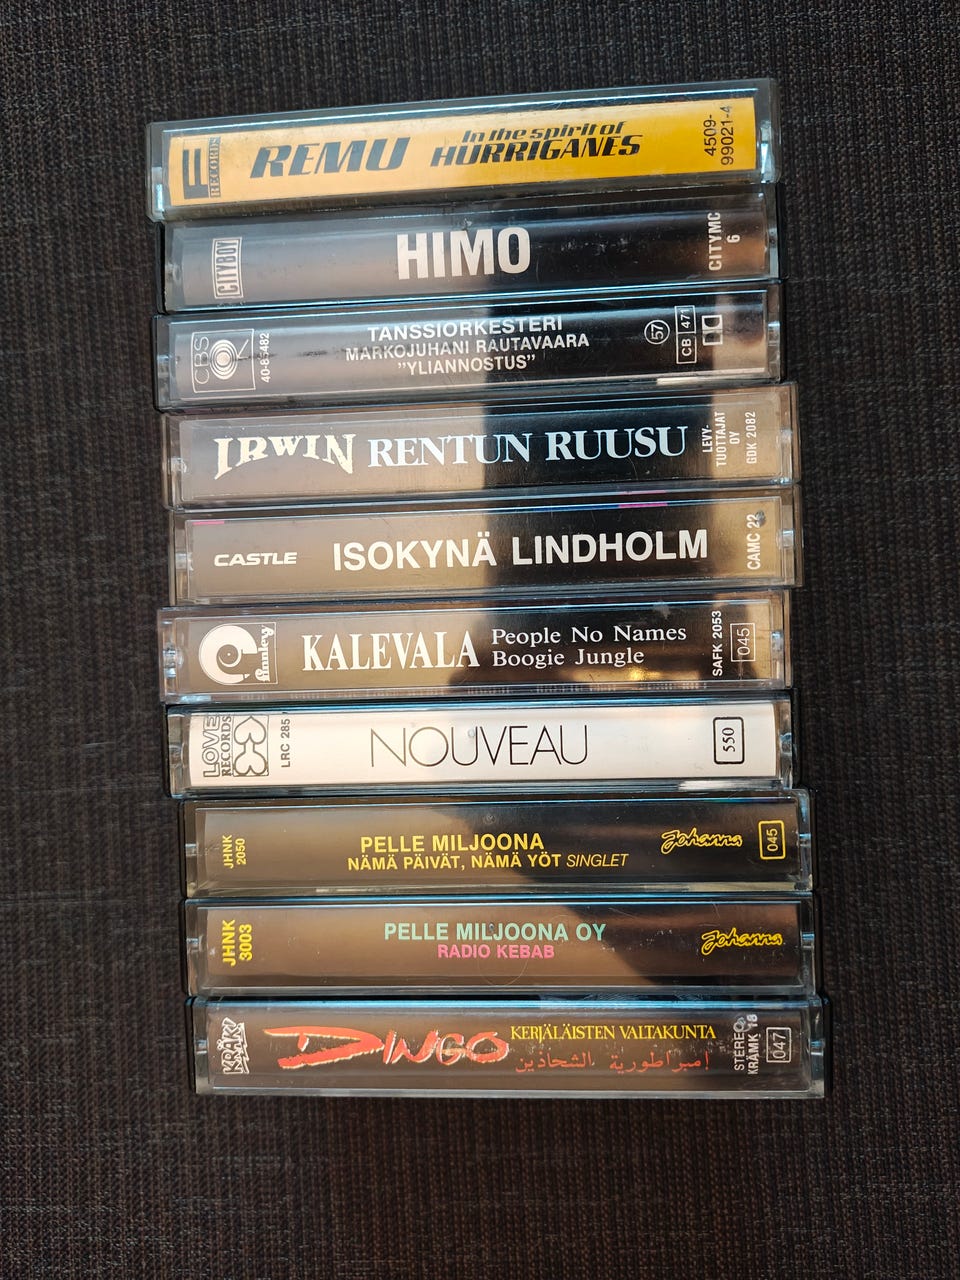 F RECORDS
REMU
In the spirit of
HURRIGANES
4509-
99021-4
CITYBOY
HIMO
CITYMC
6
CBS
40-85482
TANSSIORKESTERI
MARKOJUHANI RAUTAVAARA
"YLIANNOSTUS"
57
CB 471
IRWIN RENTUN RUUSU
LEVY-
TUOTTAJAT
OY
GDK 2082
CASTLE
ISOKYNÄ LINDHOLM
CAMC 22
finnlevy
KALEVALA
People No Names
Boogie Jungle
SAFK 2053
045
LOVE
RECORDS
LRC 285
NOUVEAU
550
JHNK
2050
PELLE MILJOONA
NÄMÄ PÄIVÄT, NÄMÄ YÖT SINGLET
Johanna
045
JHNK
3003
PELLE MILJOONA OY
RADIO KEBAB
Johanna
KRÄK!
DINGO
KERJÄLÄISTEN VALTAKUNTA
إمبراطورية الشحاذين
STEREO
KRÄMK 18
047